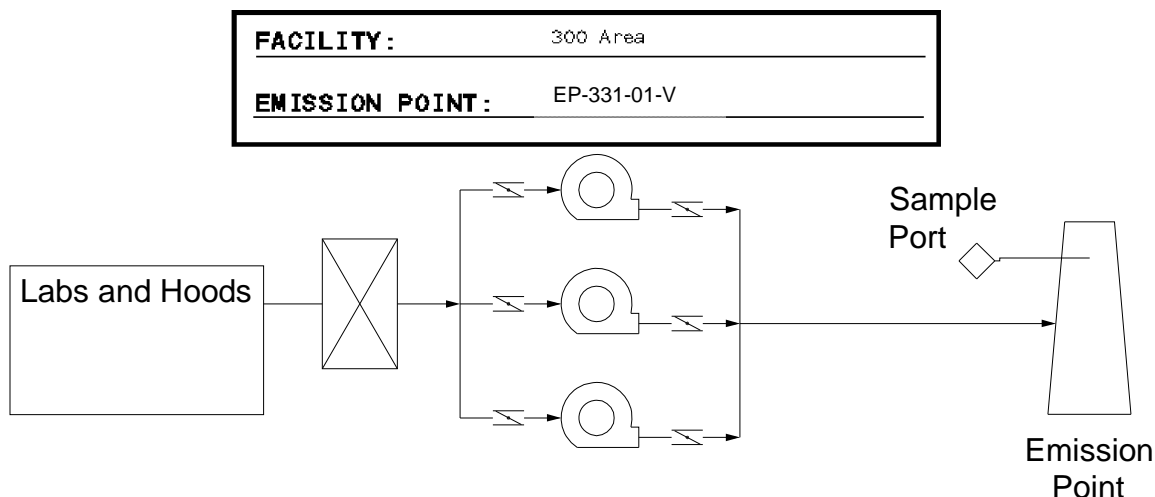 FACILITY: 300 Area
EMISSION POINT: EP-331-01-V
Sample
Port
Labs and Hoods
Emission
Point